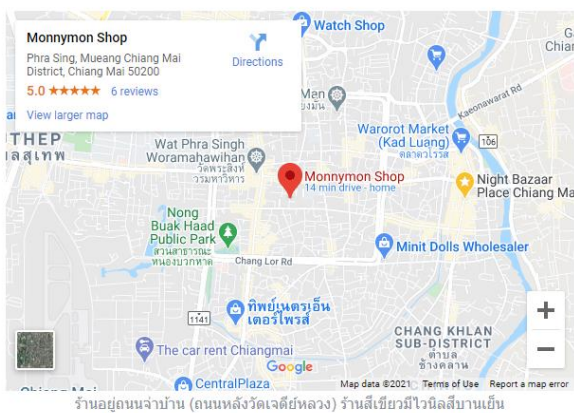 Watch Shop
Monnymon Shop
Phra Sing, Mueang Chiang Mai
District, Chiang Mai 50200
Directions
5.0 ★★★★★ 6 reviews
View larger map
Kaeonawarat Rd
Warorot Market
(Kad Luang)
ตลาดวโรรส
106
THEP
Wat Phra Singh
Woramahawihan
วัดพระสิงห์
วรมหาวิหาร
Monnymon Shop
14 min drive - home
Night Bazaar
Place Chiang Ma
Nong
Buak Haad
Public Park
สวนสาธารณะ
หนองบวกหาด
Minit Dolls Wholesaler
Chang Lor Rd
ทิพย์เนตรเอ็น
เตอร์ไพรส์
1141
CHANG KHLAN
SUB-DISTRICT
ตำบล
ช้างคลาน
The car rent Chiangmai
Google
CentralPlaza
Map data ©2021 Terms of Use Report a map error
ร้านอยู่ถนนจ่าบ้าน (ถนนหลังวัดเจดีย์หลวง) ร้านสีเขียวมีไวนิลสีบานเย็น